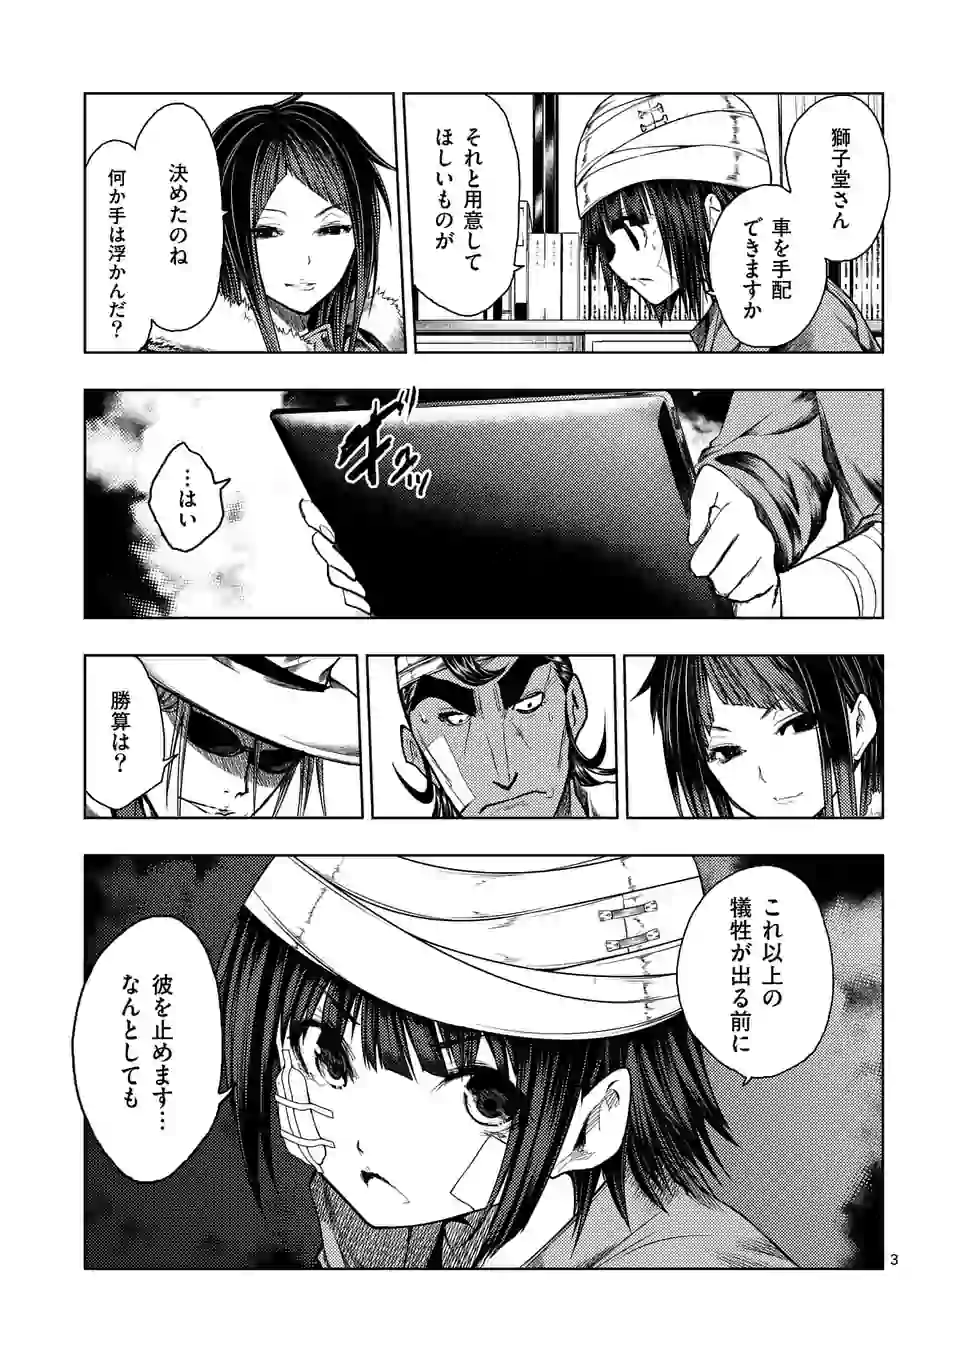 獅子堂さん
車を手配
できますか
それと用意して
ほしいものが
決めたのね
何か手は浮かんだ？
ギグッ
…はい
勝算は？
これ以上の
犠牲が出る前に
彼を止めます…
なんとしても
3